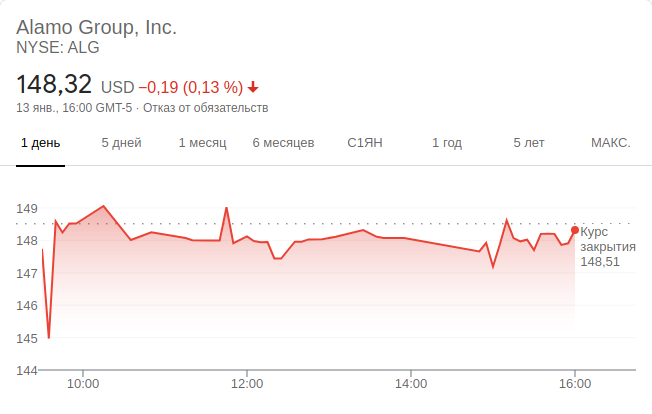 Alamo Group, Inc.
NYSE: ALG
148,32 USD −0,19 (0,13 %)
13 янв., 16:00 GMT-5 · Отказ от обязательств
1 день 5 дней 1 месяц 6 месяцев С1ЯН 1 год 5 лет МАКС.
149
148
Курс
закрытия
148,51
147
146
145
144
10:00 12:00 14:00 16:00